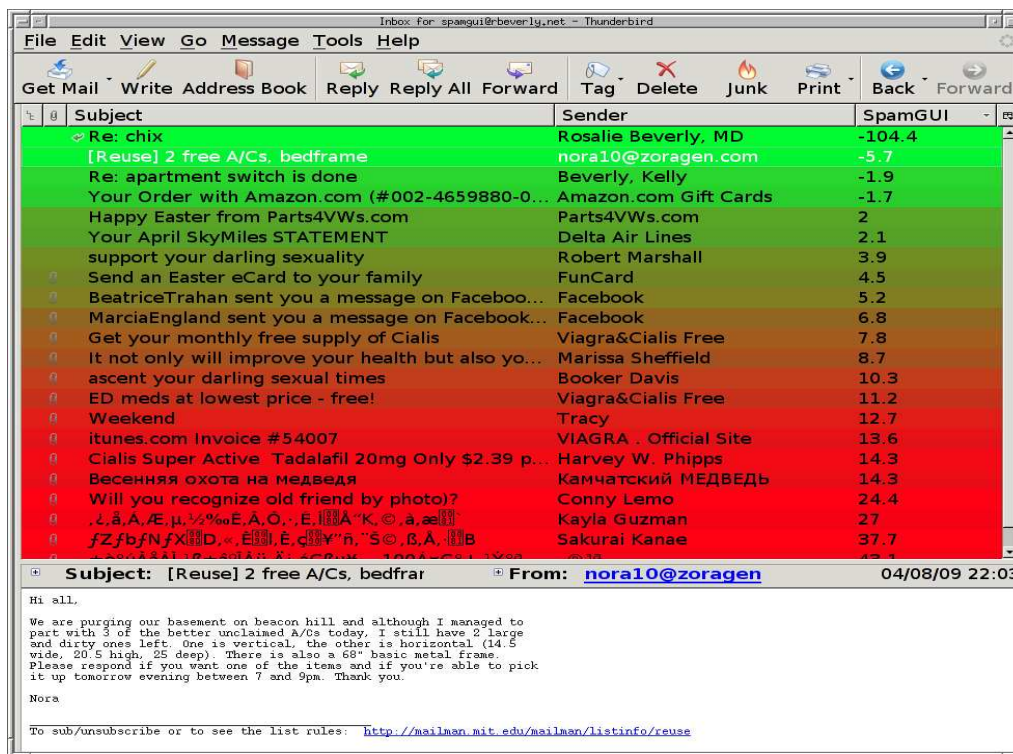 Inbox for spamgui@rbeverly.net - Thunderbird
File Edit View Go Message Tools Help
Get Mail Write Address Book Reply Reply All Forward Tag Delete Junk Print Back Forward
Subject Sender SpamGUI
Re: chix Rosalie Beverly, MD -104.4
[Reuse] 2 free A/Cs, bedframe nora10@zoragen.com -5.7
Re: apartment switch is done Beverly, Kelly -1.9
Your Order with Amazon.com (#002-4659880-0... Amazon.com Gift Cards -1.7
Happy Easter from Parts4VWs.com Parts4VWs.com 2
Your April SkyMiles STATEMENT Delta Air Lines 2.1
support your darling sexuality Robert Marshall 3.9
Send an Easter eCard to your family FunCard 4.5
BeatriceTrahan sent you a message on Faceboo... Facebook 5.2
MarciaEngland sent you a message on Facebook... Facebook 6.8
Get your monthly free supply of Cialis Viagra&Cialis Free 7.8
It not only will improve your health but also yo... Marissa Sheffield 8.7
ascent your darling sexual times Booker Davis 10.3
ED meds at lowest price - free! Viagra&Cialis Free 11.2
Weekend Tracy 12.7
itunes.com Invoice #54007 VIAGRA . Official Site 13.6
Cialis Super Active Tadalafil 20mg Only $2.39 p... Harvey W. Phipps 14.3
Весенняя охота на медведя Камчатский МЕДВЕДЬ 14.3
Will you recognize old friend by photo)? Conny Lemo 24.4
Kayla Guzman 27
Sakurai Kanae 37.7
Subject: [Reuse] 2 free A/Cs, bedfrar From: nora10@zoragen 04/08/09 22:03
Hi all,
We are purging our basement on beacon hill and although I managed to
part with 3 of the better unclaimed A/Cs today, I still have 2 large
and dirty ones left. One is vertical, the other is horizontal (14.5
wide, 20.5 high, 25 deep). There is also a 68" basic metal frame.
Please respond if you want one of the items and if you're able to pick
it up tomorrow evening between 7 and 9pm. Thank you.
Nora
To sub/unsubscribe or to see the list rules: http://mailman.mit.edu/mailman/listinfo/reuse